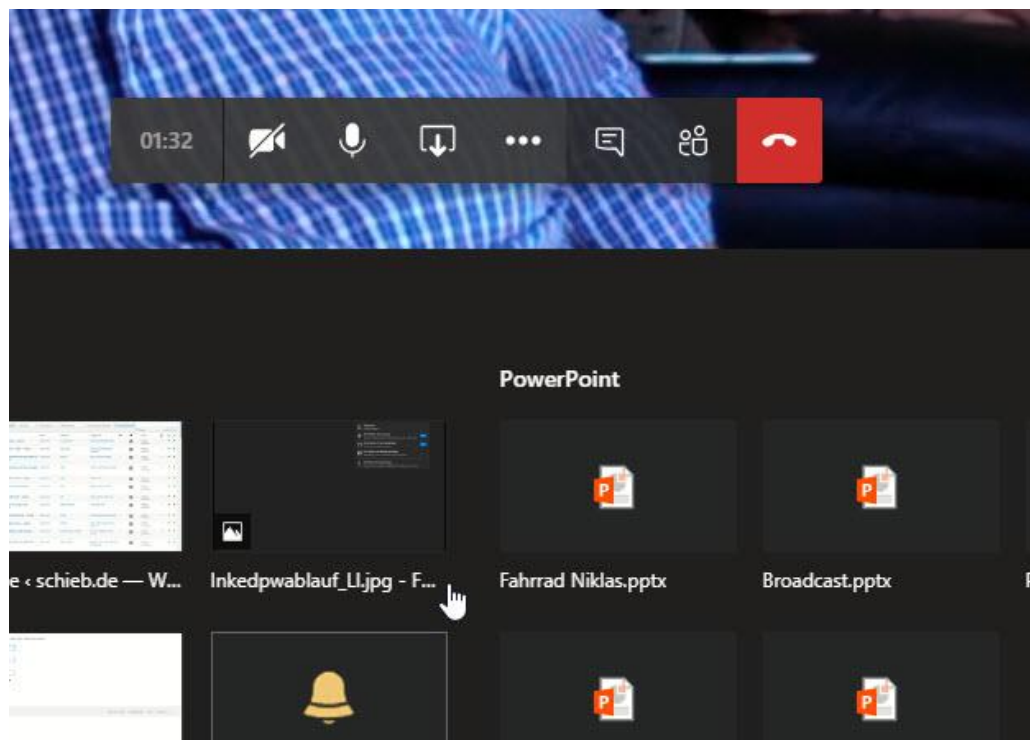 01:32
PowerPoint
e ‹ schieb.de — W...
Inkedpwablauf_LI.jpg - F...
Fahrrad Niklas.pptx
Broadcast.pptx